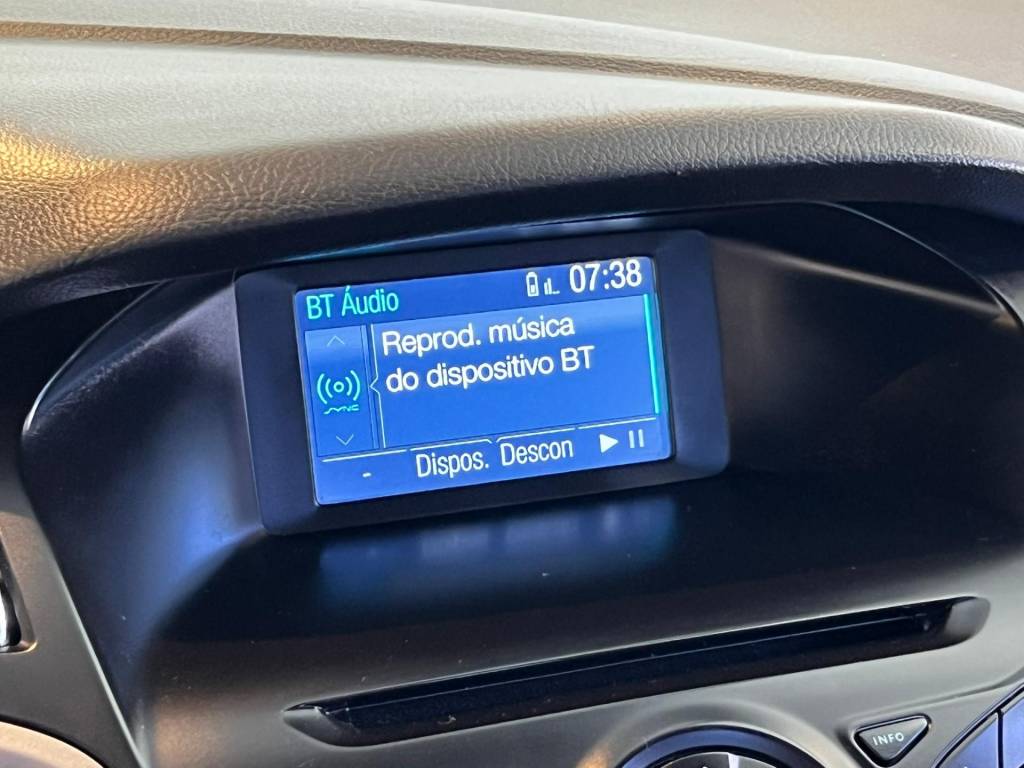 BT Áudio
07:38
Reprod. música
do dispositivo BT
SYNC
-
Dispos. Descon
INFO